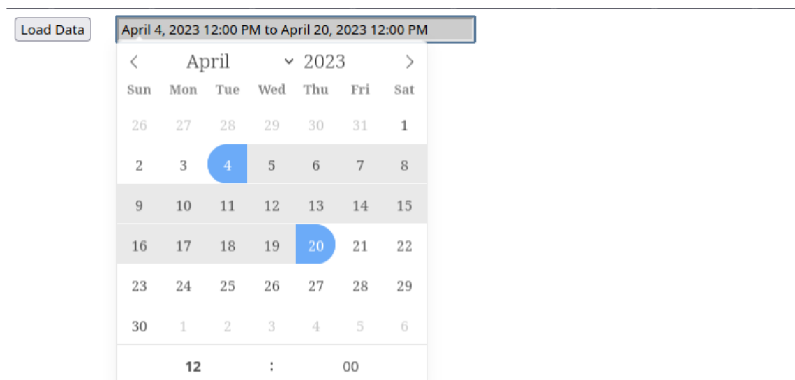 Load Data April 4, 2023 12:00 PM to April 20, 2023 12:00 PM
April 2023
Sun Mon Tue Wed Thu Fri Sat
26 27 28 29 30 31 1
2 3 4 5 6 7 8
9 10 11 12 13 14 15
16 17 18 19 20 21 22
23 24 25 26 27 28 29
30 1 2 3 4 5 6
12 : 00